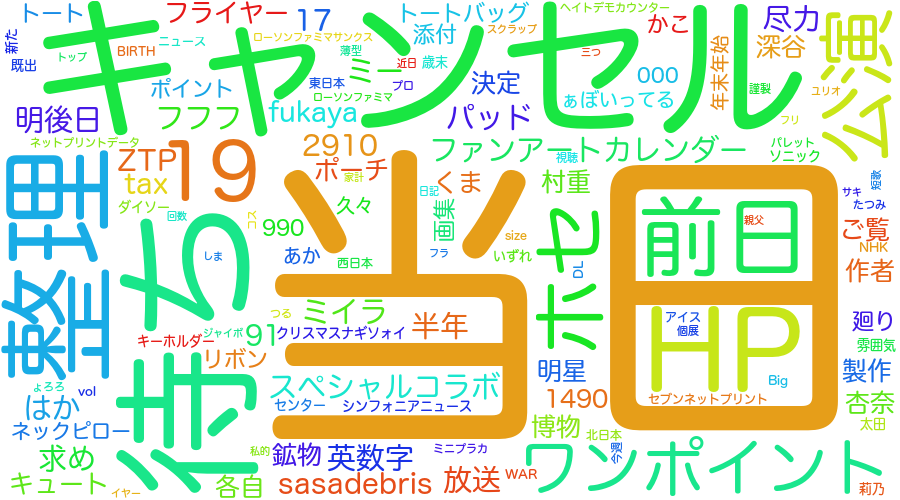 トート
フライヤー
17
トートバッグ
ヘイトデモカウンター
かこ
尽力
新た
キャンセル
添付
スクラップ
公演
トップ
BIRTH
ニュース
ローソンファミマサンクス
深谷
既出
薄型
近日
歳末
三つ
年末年始
ミニー
東日本
プロ
決定
000
ポイント
ローソンファミマ
あぼいってる
謹製
ユリオ
明後日
フフフ
fukaya
パッド
フリ
ネットプリントデータ
2910
ファンアートカレンダー
パレット
ソニック
ZTP
19
ポーチ
視聴
家計
tax
くま
村重
短歌
日記
サキ
ダイソー
回数
コス
990
久々
画集
ホセ
前日
親父
たつみ
ご覧
NHK
size
整理
待ち
しま
あか
西日本
フラ
いずれ
DL
作者
当日
つる
ミイラ
HP
アイス
個展
廻り
キーホルダー
ジャイポ
91
クリスマスナギソォイ
半年
雰囲気
リボン
明星
Big
製作
ょろろ
vol
スペシャルコラボ
はか
センター
シンフォニアニュース
1490
セブンネットプリント
杏奈
ネックピロー
博物
北日本
太田
求め
私的
鉱物
英数字
ミニプラカ
今週
ワンポイント
キュート
イヤー
各自
sasadebris
放送
WAR
莉乃